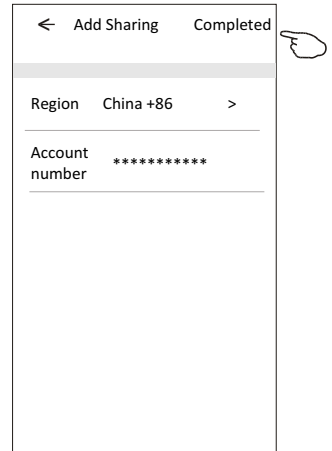 ← Add Sharing Completed
Region China +86 >
Account
number ***********